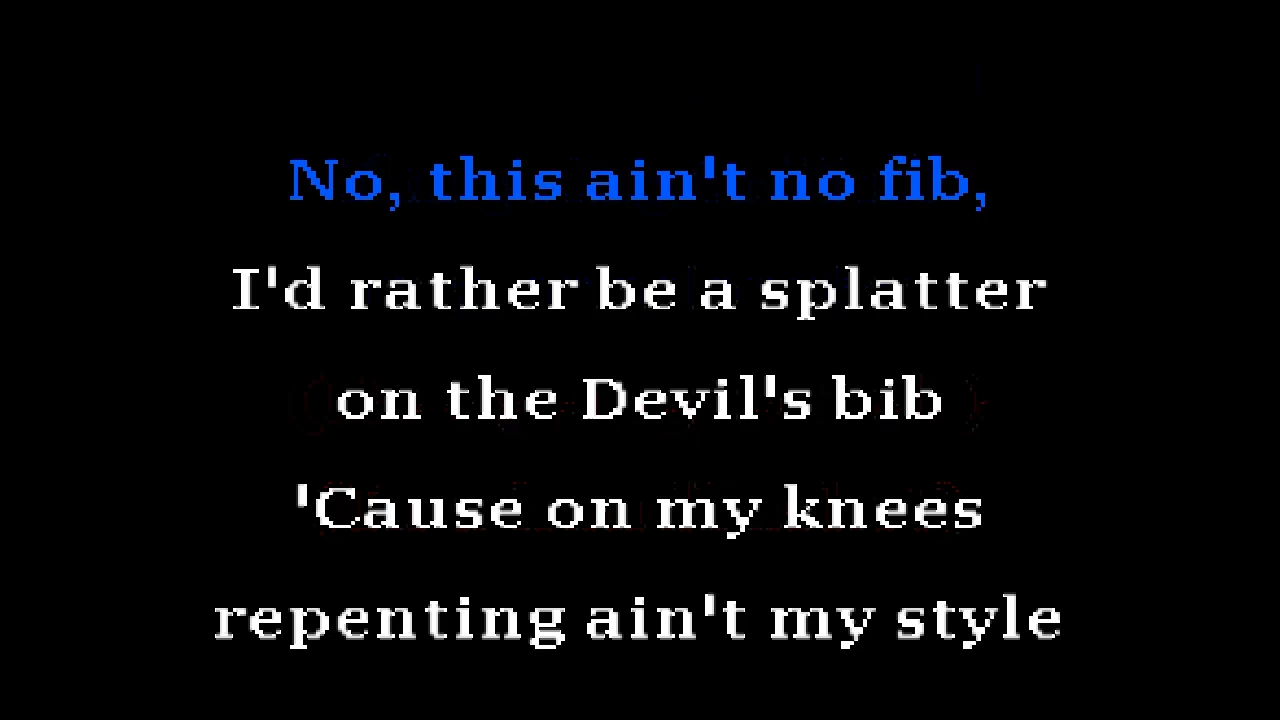 No, this ain't no fib,
I'd rather be a splatter
on the Devil's bib
'Cause on my knees
repenting ain't my style